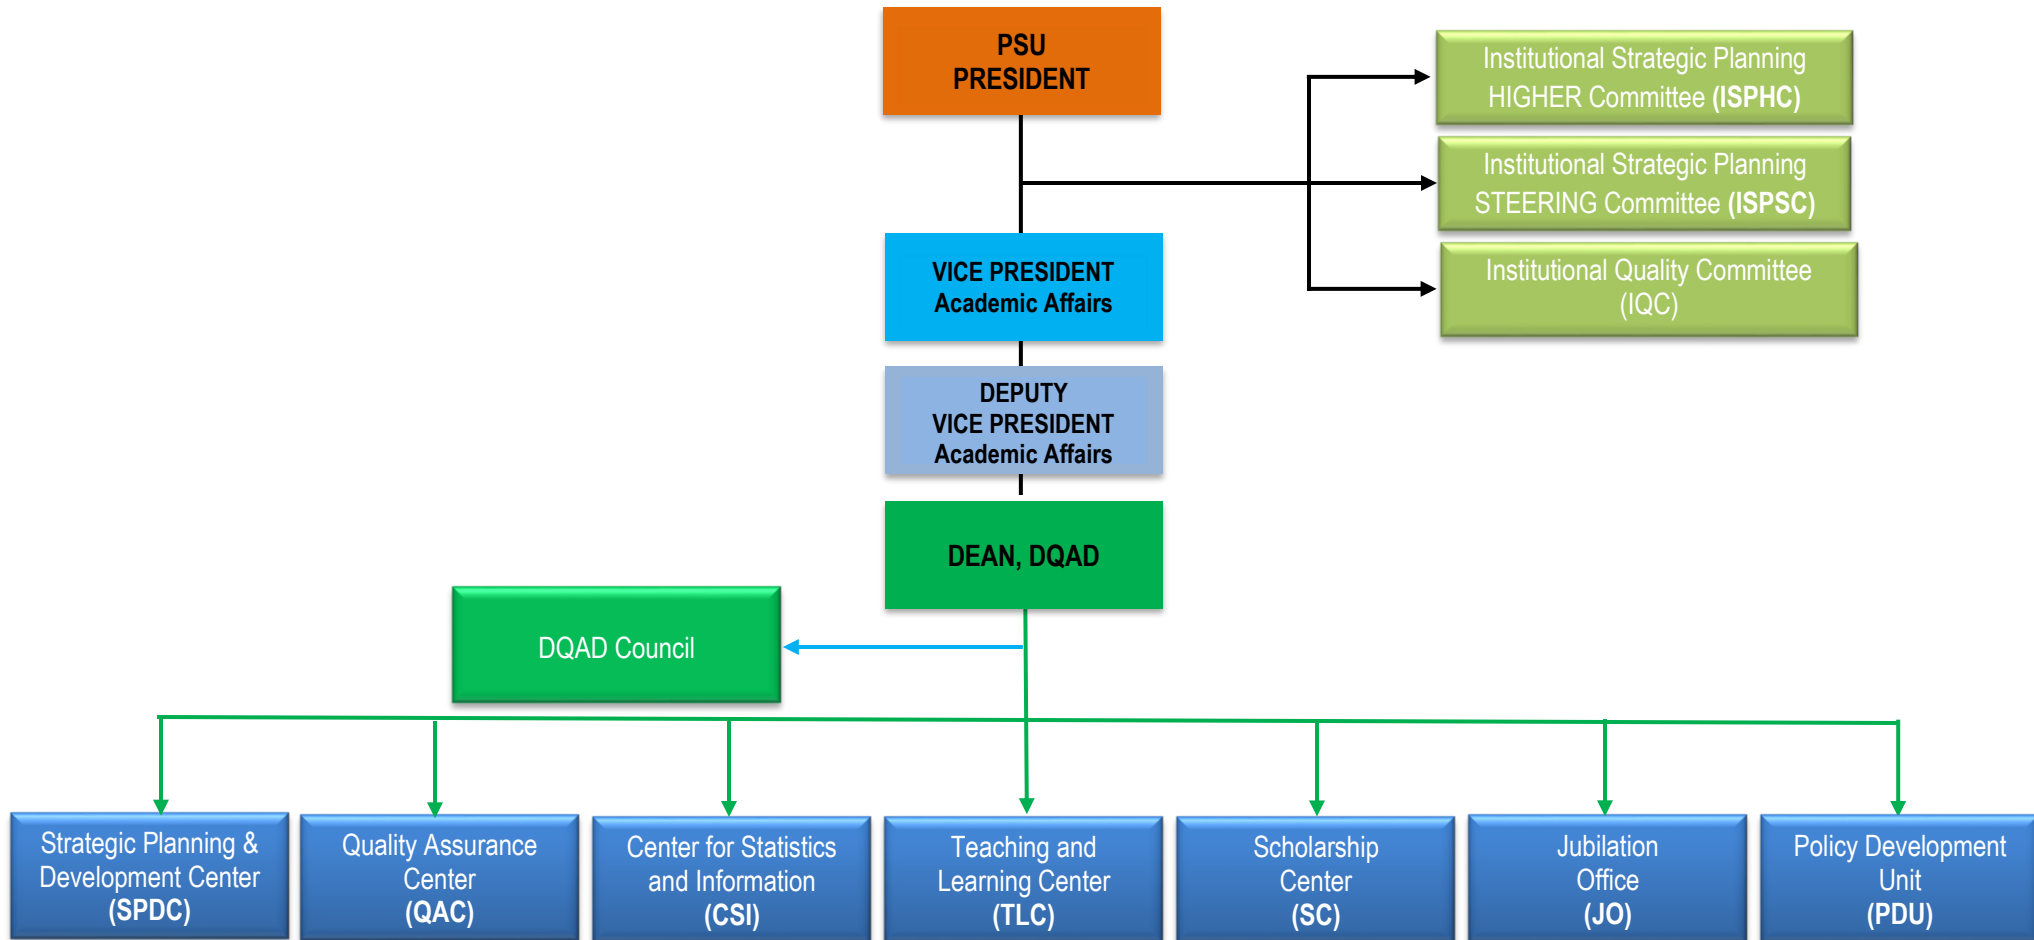 PSU
PRESIDENT
Institutional Strategic Planning
HIGHER Committee (ISPHC)
Institutional Strategic Planning
STEERING Committee (ISPSC)
Institutional Quality Committee
(IQC)
VICE PRESIDENT
Academic Affairs
DEPUTY
VICE PRESIDENT
Academic Affairs
DEAN, DQAD
DQAD Council
Strategic Planning &
Development Center
(SPDC)
Quality Assurance
Center
(QAC)
Center for Statistics
and Information
(CSI)
Teaching and
Learning Center
(TLC)
Scholarship
Center
(SC)
Jubilation
Office
(JO)
Policy Development
Unit
(PDU)